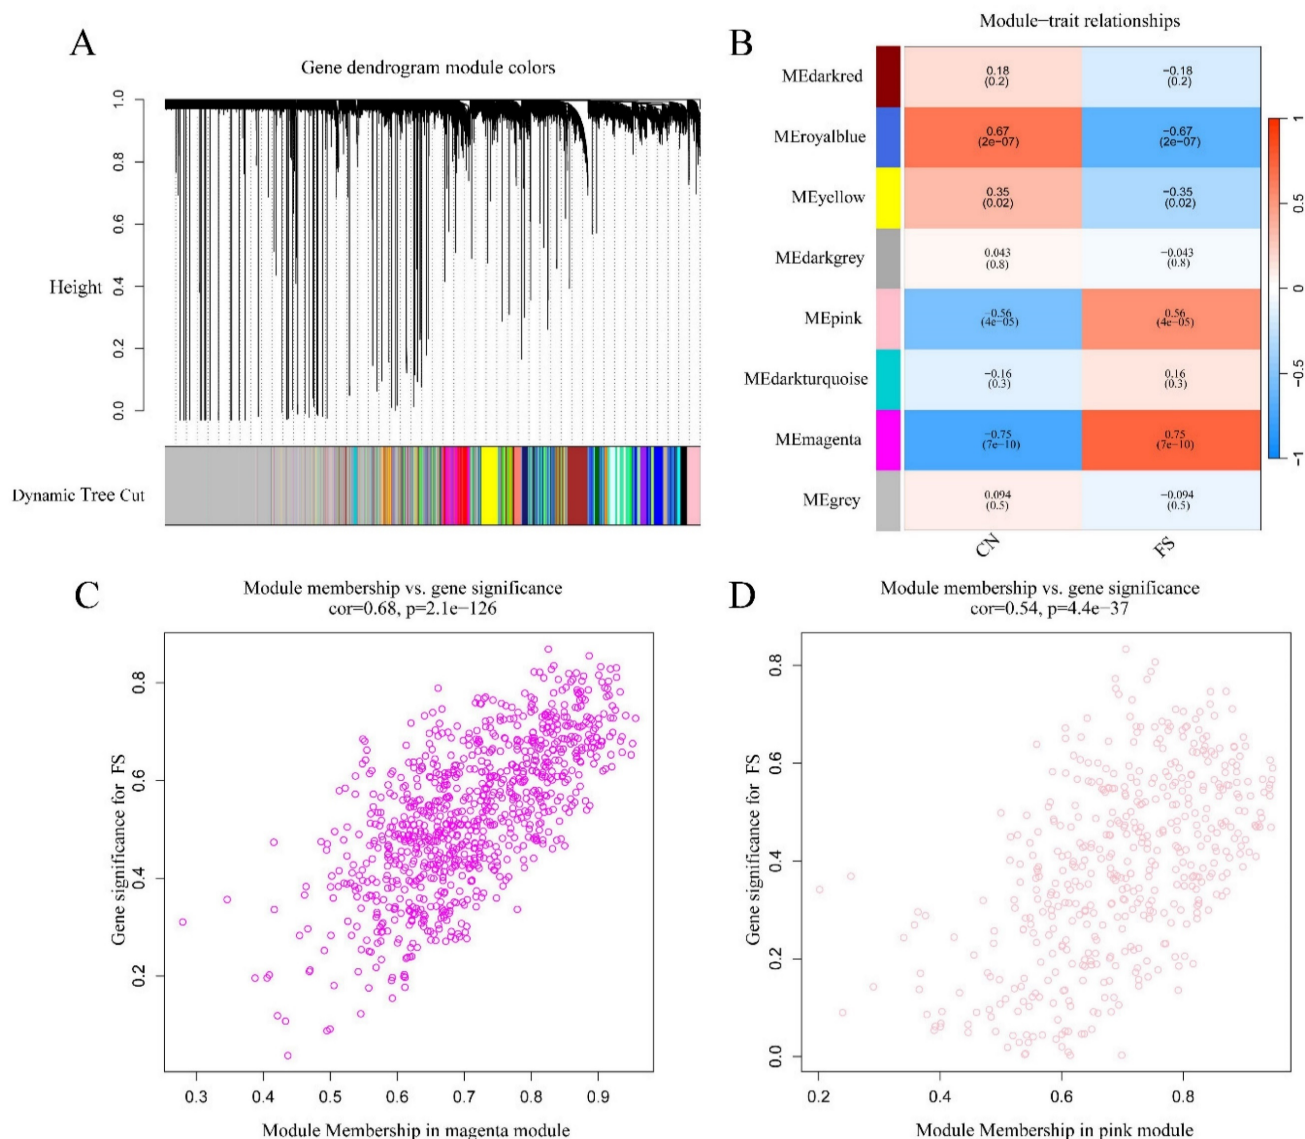 A
Gene dendrogram module colors
Height
1.0
0.8
0.6
0.4
0.2
0.0
Dynamic Tree Cut
B
Module−trait relationships
MEdarkred
0.18
(0.2)
−0.18
(0.2)
MEroyalblue
0.67
(2e−07)
−0.67
(2e−07)
MEyellow
0.35
(0.02)
−0.35
(0.02)
MEdarkgrey
0.043
(0.8)
−0.043
(0.8)
MEpink
−0.56
(4e−05)
0.56
(4e−05)
MEdarkturquoise
−0.16
(0.3)
0.16
(0.3)
MEmagenta
−0.75
(7e−10)
0.75
(7e−10)
MEgrey
0.094
(0.5)
−0.094
(0.5)
CN
FS
1
0.5
0
−0.5
−1
C
Module membership vs. gene significance
cor=0.68, p=2.1e−126
Gene significance for FS
0.8
0.6
0.4
0.2
0.3 0.4 0.5 0.6 0.7 0.8 0.9
Module Membership in magenta module
D
Module membership vs. gene significance
cor=0.54, p=4.4e−37
Gene significance for FS
0.8
0.6
0.4
0.2
0.0
0.2 0.4 0.6 0.8
Module Membership in pink module